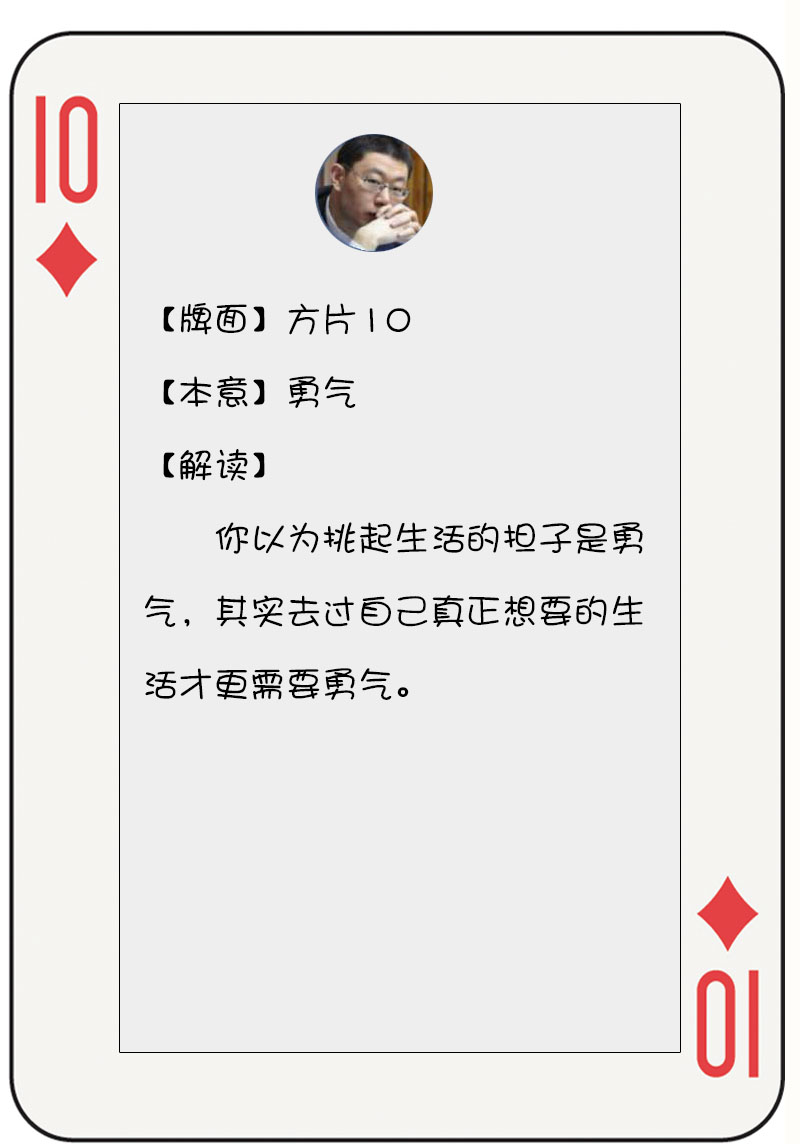 10
【牌面】方片10
【本意】勇气
【解读】
你以为挑起生活的担子是勇
气，其实去过自己真正想要的生
活才更需要勇气。
10